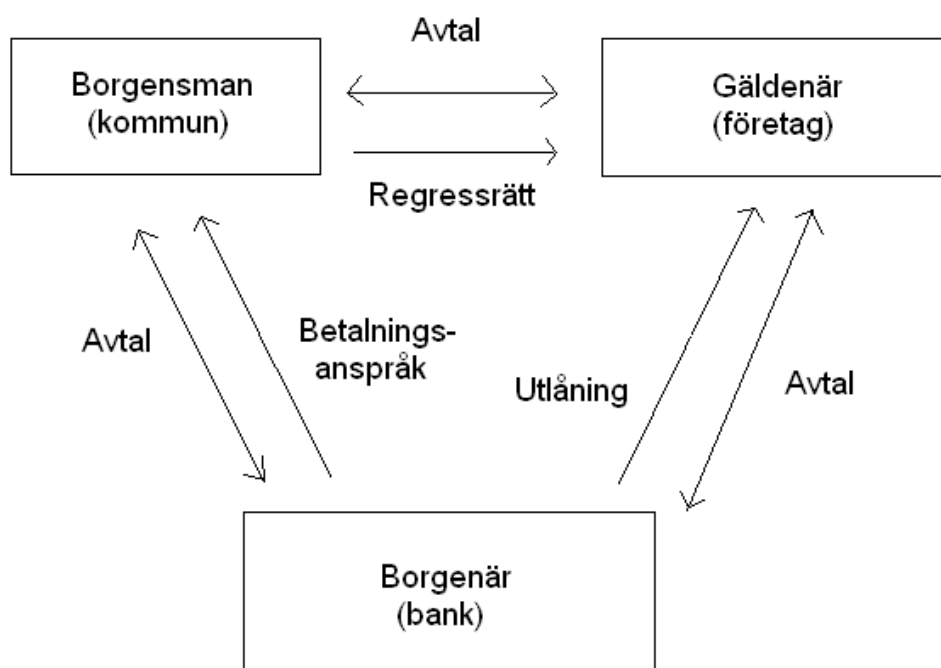 Avtal
Borgensman
(kommun)
Gäldenär
(företag)
Regressrätt
Avtal
Betalnings-
anspråk
Utlåning
Avtal
Borgenär
(bank)